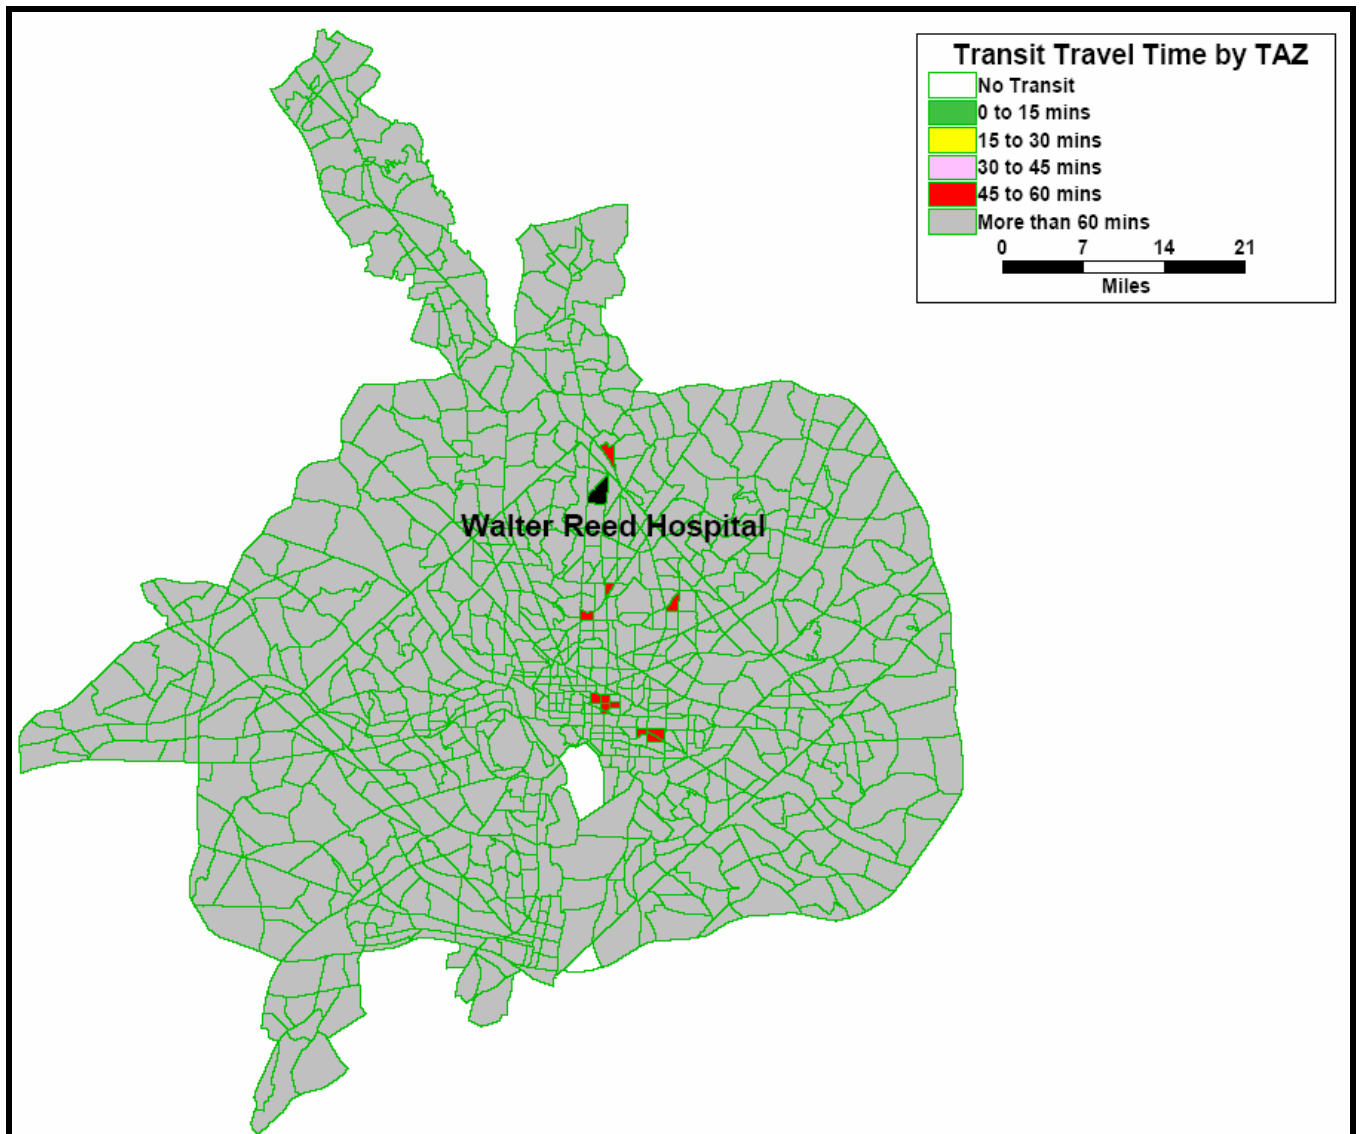 Transit Travel Time by TAZ
No Transit
0 to 15 mins
15 to 30 mins
30 to 45 mins
45 to 60 mins
More than 60 mins
0 7 14 21
Miles
Walter Reed Hospital